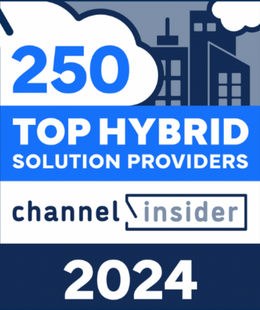 250
TOP HYBRID
SOLUTION PROVIDERS
channel insider
2024